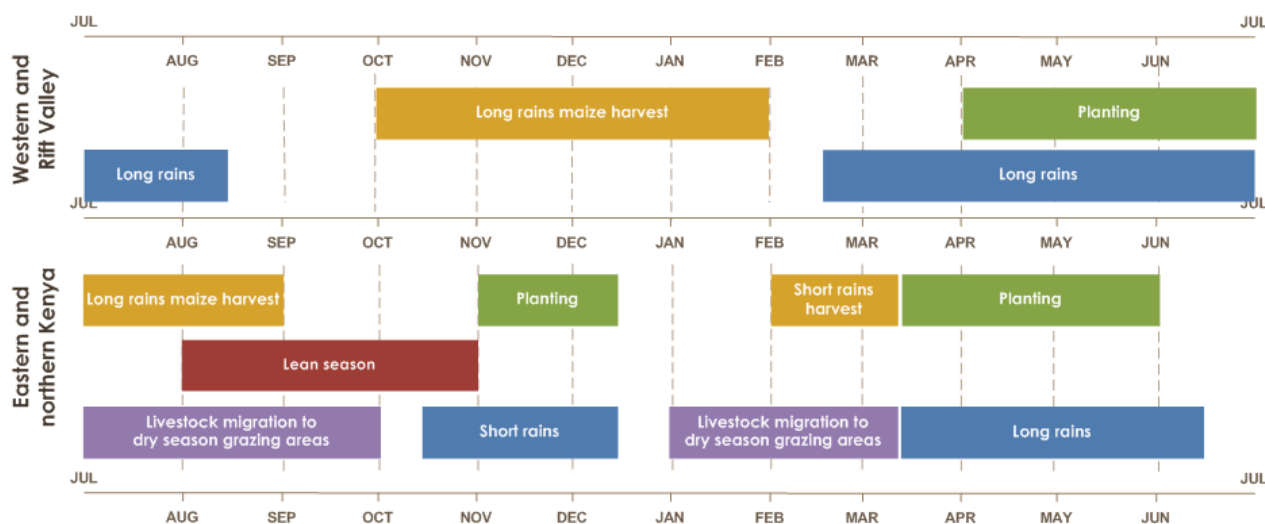 JUL JUL
AUG SEP OCT NOV DEC JAN FEB MAR APR MAY JUN
Western and
Rift Valley
Long rains maize harvest Planting
Long rains Long rains
JUL JUL
AUG SEP OCT NOV DEC JAN FEB MAR APR MAY JUN
Eastern and
northern Kenya
Long rains maize harvest Planting Short rains
harvest Planting
Lean season
Livestock migration to
dry season grazing areas Short rains Livestock migration to
dry season grazing areas Long rains
JUL JUL
AUG SEP OCT NOV DEC JAN FEB MAR APR MAY JUN